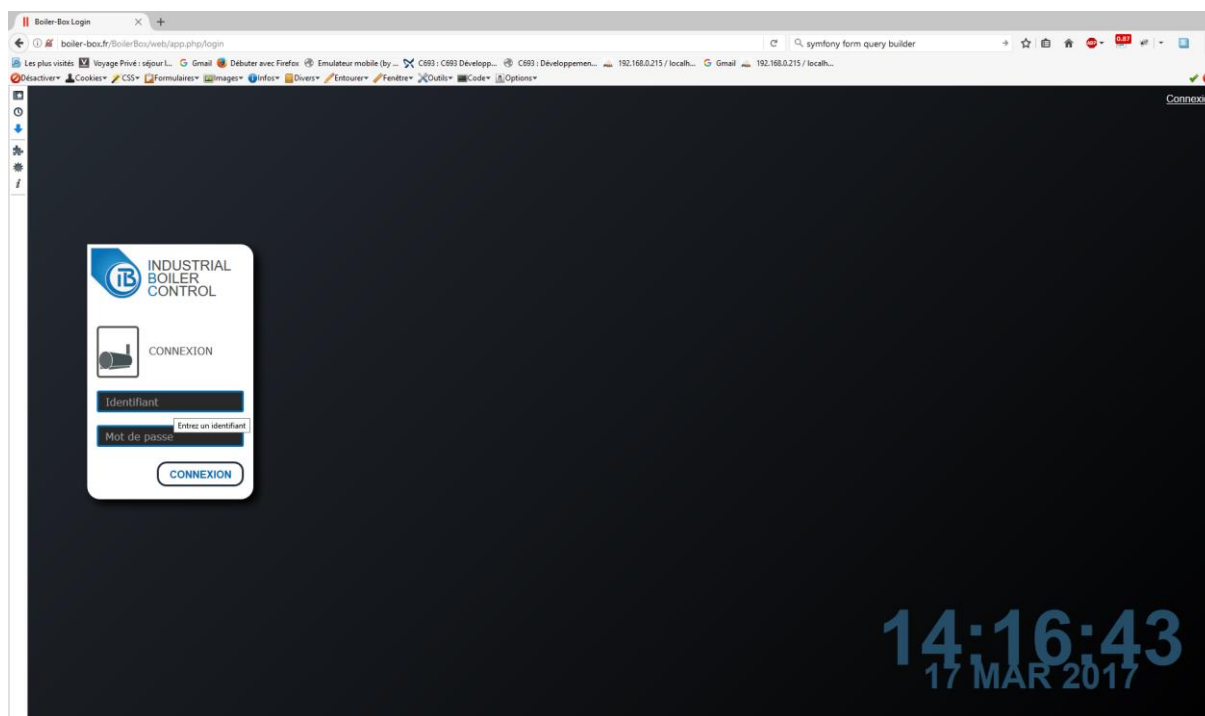 Boiler-Box Login
boiler-box.fr/BoilerBox/web/app.php/login
symfony form query builder
ABP
0.87
Les plus visités Voyage Privé : séjour l... Gmail Débuter avec Firefox Emulateur mobile (by ... C693 : C693 Développ... C693 : Développemen... 192.168.0.215 / localh... Gmail 192.168.0.215 / localh...
Désactiver Cookies CSS Formulaires Images Infos Divers Entourer Fenêtre Outils Code Options
Connexi
INDUSTRIAL
BOILER
CONTROL
CONNEXION
Identifiant
Entrez un identifiant
Mot de passe
CONNEXION
14:16:43
17 MAR 2017